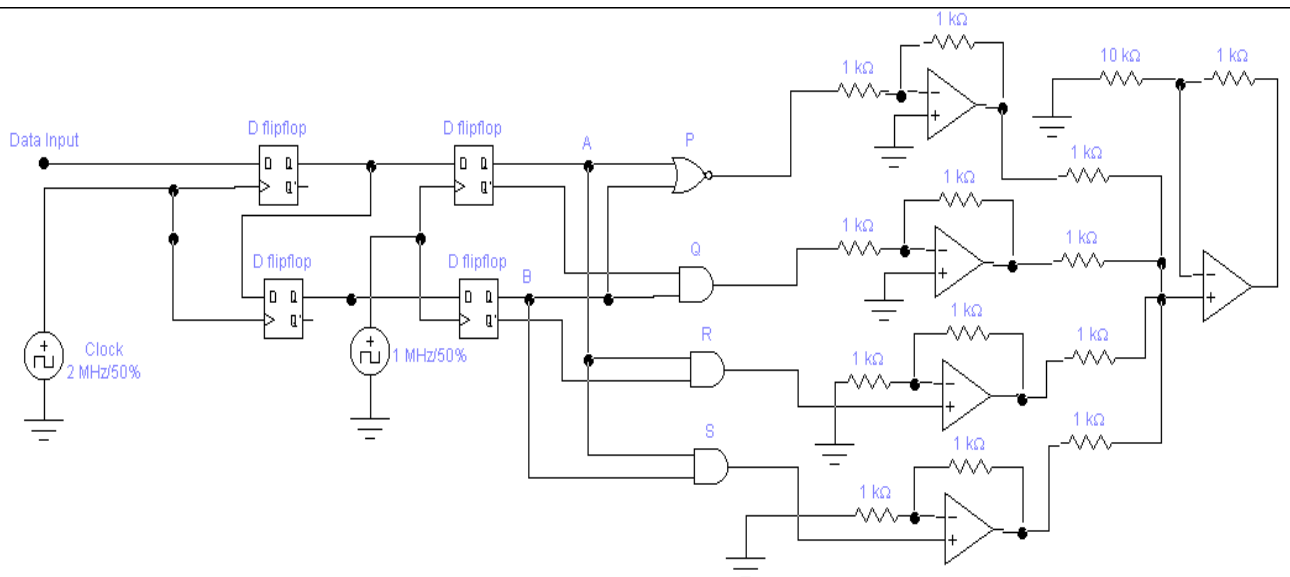 1 kΩ
1 kΩ
10 kΩ
1 kΩ
Data Input
D flipflop
D flipflop
A
P
D Q
Q'
D Q
Q'
1 kΩ
1 kΩ
1 kΩ
Q
1 kΩ
D flipflop
D flipflop
B
D Q
Q'
D Q
Q'
1 kΩ
R
1 kΩ
1 kΩ
Clock
2 MHz/50%
1 MHz/50%
1 kΩ
S
1 kΩ
1 kΩ